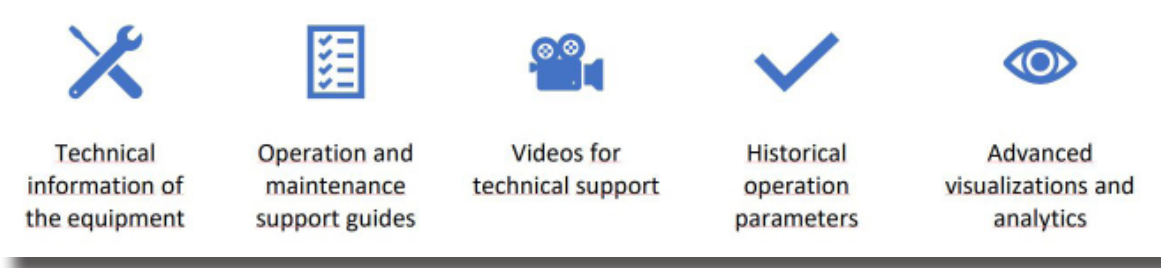 Technical
information of
the equipment
Operation and
maintenance
support guides
Videos for
technical support
Historical
operation
parameters
Advanced
visualizations and
analytics